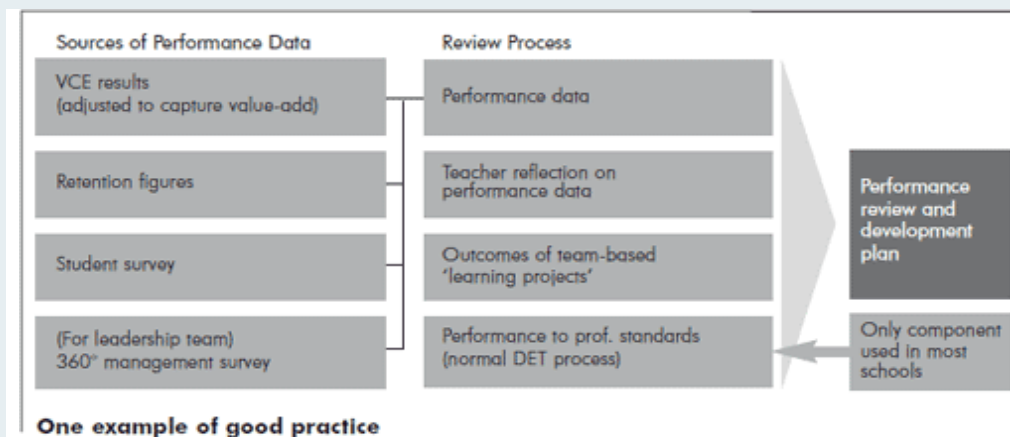 Sources of Performance Data
VCE results
(adjusted to capture value-add)
Retention figures
Student survey
(For leadership team)
360° management survey
Review Process
Performance data
Teacher reflection on
performance data
Outcomes of team-based
‘learning projects’
Performance to prof. standards
(normal DET process)
Performance
review and
development
plan
Only component
used in most
schools
One example of good practice